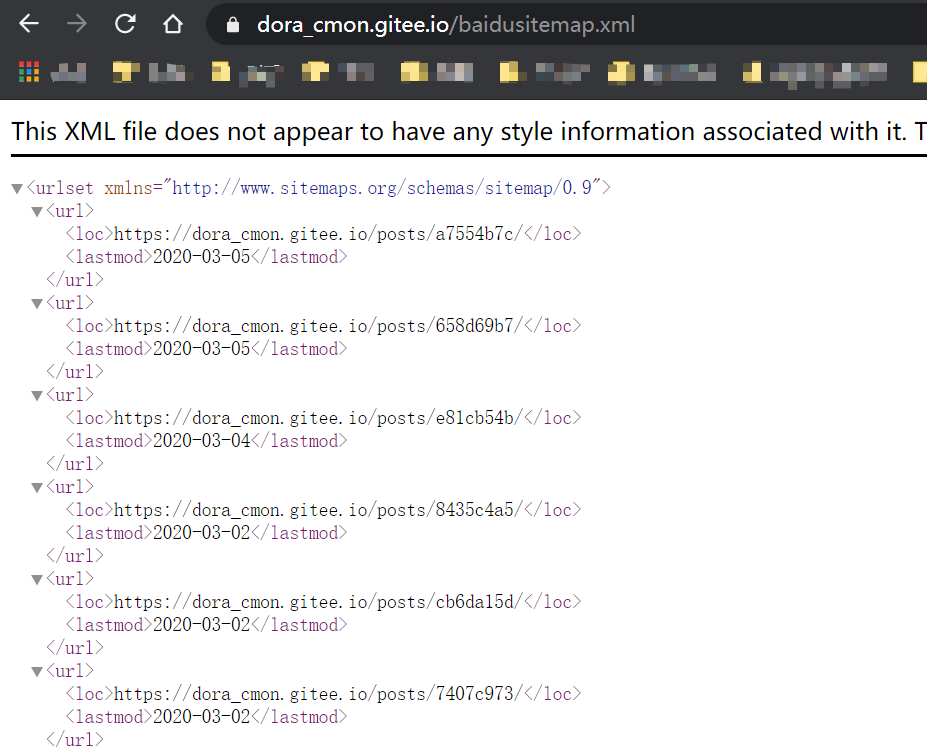 dora_cmon.gitee.io/baidusitemap.xml
This XML file does not appear to have any style information associated with it. T
▼<urlset xmlns="http://www.sitemaps.org/schemas/sitemap/0.9">
▼<url>
<loc>https://dora_cmon.gitee.io/posts/a7554b7c/</loc>
<lastmod>2020-03-05</lastmod>
</url>
▼<url>
<loc>https://dora_cmon.gitee.io/posts/658d69b7/</loc>
<lastmod>2020-03-05</lastmod>
</url>
▼<url>
<loc>https://dora_cmon.gitee.io/posts/e81cb54b/</loc>
<lastmod>2020-03-04</lastmod>
</url>
▼<url>
<loc>https://dora_cmon.gitee.io/posts/8435c4a5/</loc>
<lastmod>2020-03-02</lastmod>
</url>
▼<url>
<loc>https://dora_cmon.gitee.io/posts/cb6da15d/</loc>
<lastmod>2020-03-02</lastmod>
</url>
▼<url>
<loc>https://dora_cmon.gitee.io/posts/7407c973/</loc>
<lastmod>2020-03-02</lastmod>
</url>